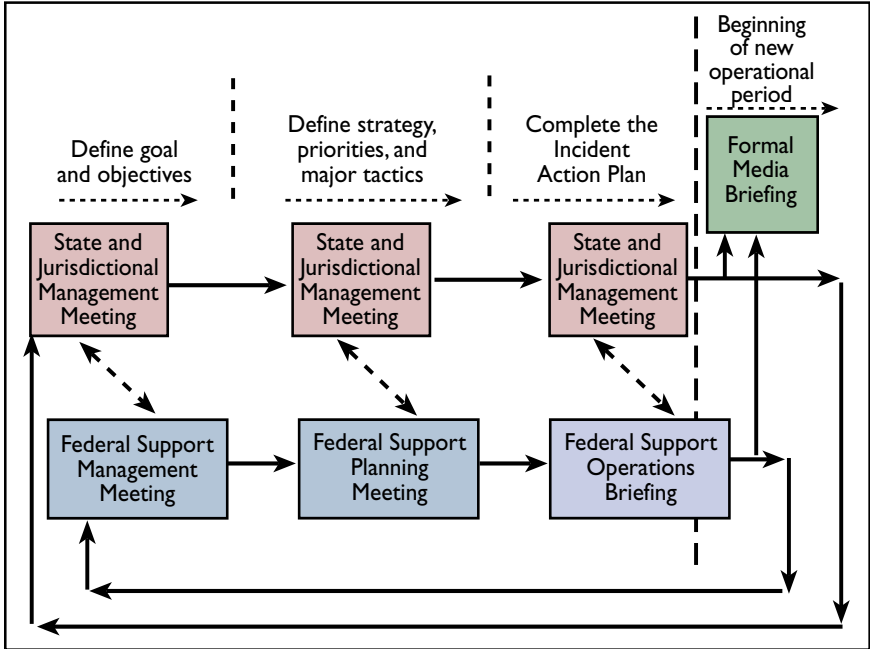 Beginning
of new
operational
period
Define goal
and objectives
Define strategy,
priorities, and
major tactics
Complete the
Incident
Action Plan
Formal
Media
Briefing
State and
Jurisdictional
Management
Meeting
State and
Jurisdictional
Management
Meeting
State and
Jurisdictional
Management
Meeting
Federal Support
Management
Meeting
Federal Support
Planning
Meeting
Federal Support
Operations
Briefing